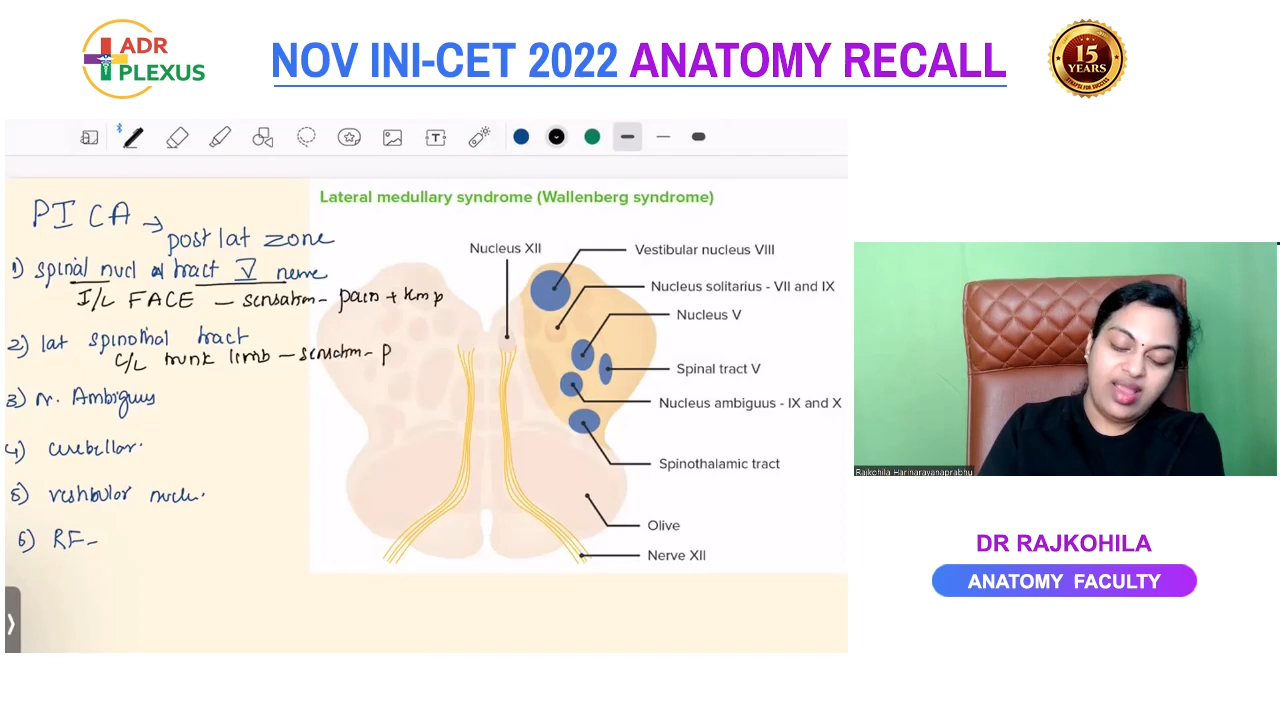 ADR
PLEXUS
NOV INI-CET 2022 ANATOMY RECALL
15
YEARS
PICA → post lat zone
1) spinal nucl & tract V nerve
I/L FACE - sensation - pain + temp
2) lat spinothal tract
C/L trunk limb - sensation - P
3) N. Ambiguus
4) cerebellar.
5) vestibular nuclei.
6) RF -
Lateral medullary syndrome (Wallenberg syndrome)
Nucleus XII
Vestibular nucleus VIII
Nucleus solitarius - VII and IX
Nucleus V
Spinal tract V
Nucleus ambiguus - IX and X
Spinothalamic tract
Olive
Nerve XII
Rajkohila Harinarayanaprabhu
DR RAJKOHILA
ANATOMY FACULTY